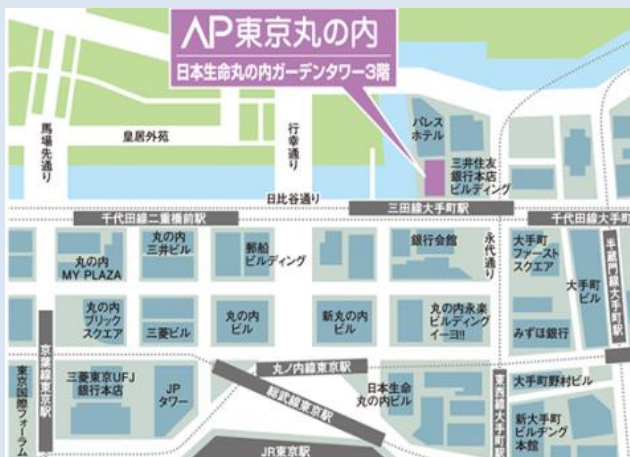 AP東京丸の内
日本生命丸の内ガーデンタワー3階
馬場先通り
皇居外苑
行幸通り
パレス
ホテル
三井住友
銀行本店
ビルディング
日比谷通り
三田線大手町駅
千代田線二重橋前駅
千代田線大手町
丸の内
MY PLAZA
丸の内
三井ビル
郵船
ビルディング
銀行会館
永代通り
大手町
ファースト
スクエア
大手町
ビル
半蔵門線大手町駅
丸の内
ブリック
スクエア
三菱ビル
丸の内
ビル
新丸の内
ビル
丸の内永楽
ビルディング
イーヨ!!
みずほ銀行
京葉線東京駅
東京国際フォーラム
三菱東京UFJ
銀行本店
JP
タワー
丸ノ内線東京駅
総武線東京駅
日本生命
丸の内ビル
東西線大手町駅
大手町野村ビル
新大手町
ビルヂング
本館
JR東京駅